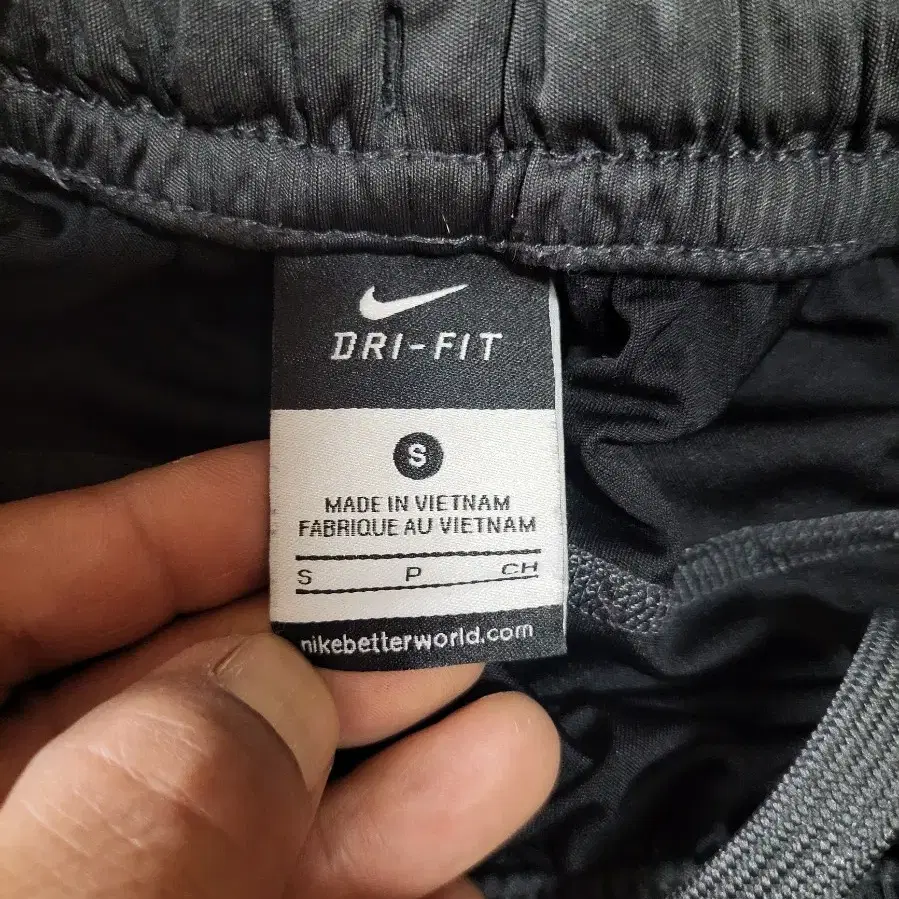 DRI-FIT
S
MADE IN VIETNAM
FABRIQUE AU VIETNAM
S P CH
nikebetterworld.com